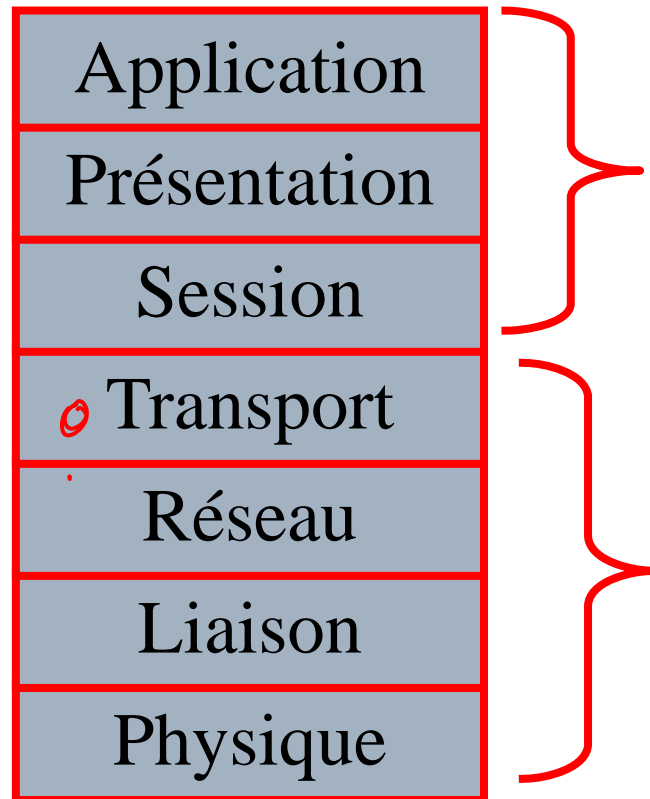 Application
Présentation
Session
Transport
Réseau
Liaison
Physique